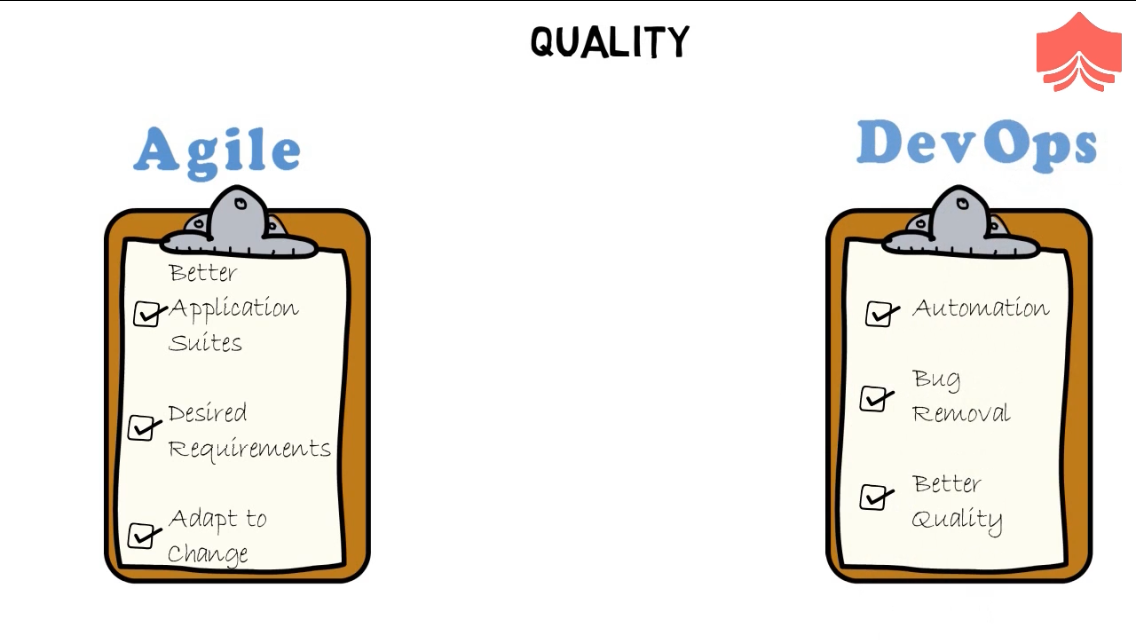 QUALITY
Agile
Better
Application
Suites
Desired
Requirements
Adapt to
Change
DevOps
Automation
Bug
Removal
Better
Quality